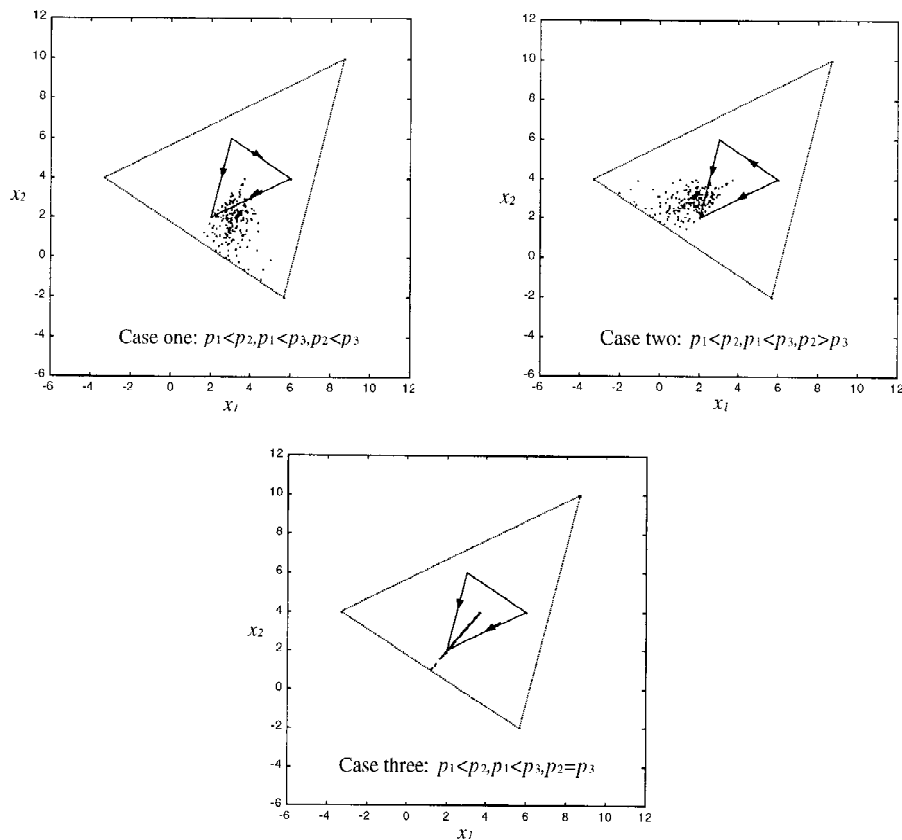 12
10
8
6
4
2
0
-2
-4
-6
-6 -4 -2 0 2 4 6 8 10 12
x2
x1
Case one: p1<p2,p1<p3,p2<p3
12
10
8
6
4
2
0
-2
-4
-6
-6 -4 -2 0 2 4 6 8 10 12
x2
x1
Case two: p1<p2,p1<p3,p2>p3
12
10
8
6
4
2
0
-2
-4
-6
-6 -4 -2 0 2 4 6 8 10 12
x2
x1
Case three: p1<p2,p1<p3,p2=p3